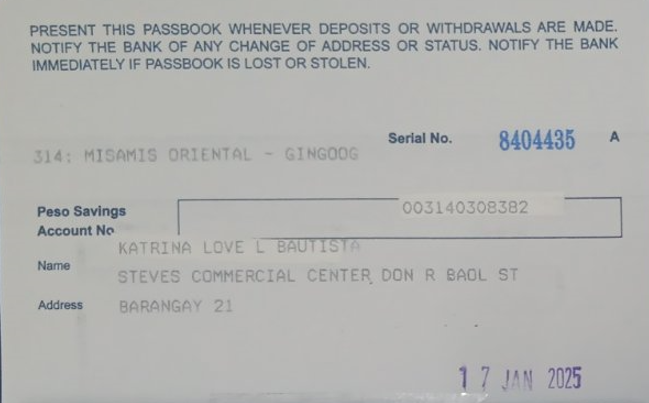 PRESENT THIS PASSBOOK WHENEVER DEPOSITS OR WITHDRAWALS ARE MADE.
NOTIFY THE BANK OF ANY CHANGE OF ADDRESS OR STATUS. NOTIFY THE BANK
IMMEDIATELY IF PASSBOOK IS LOST OR STOLEN.
Serial No. 8404435 A
314: MISAMIS ORIENTAL - GINGOOG
Peso Savings
Account No 003140308382
KATRINA LOVE L BAUTISTA
Name
STEVES COMMERCIAL CENTER, DON R BAOL ST
Address BARANGAY 21
17 JAN 2025